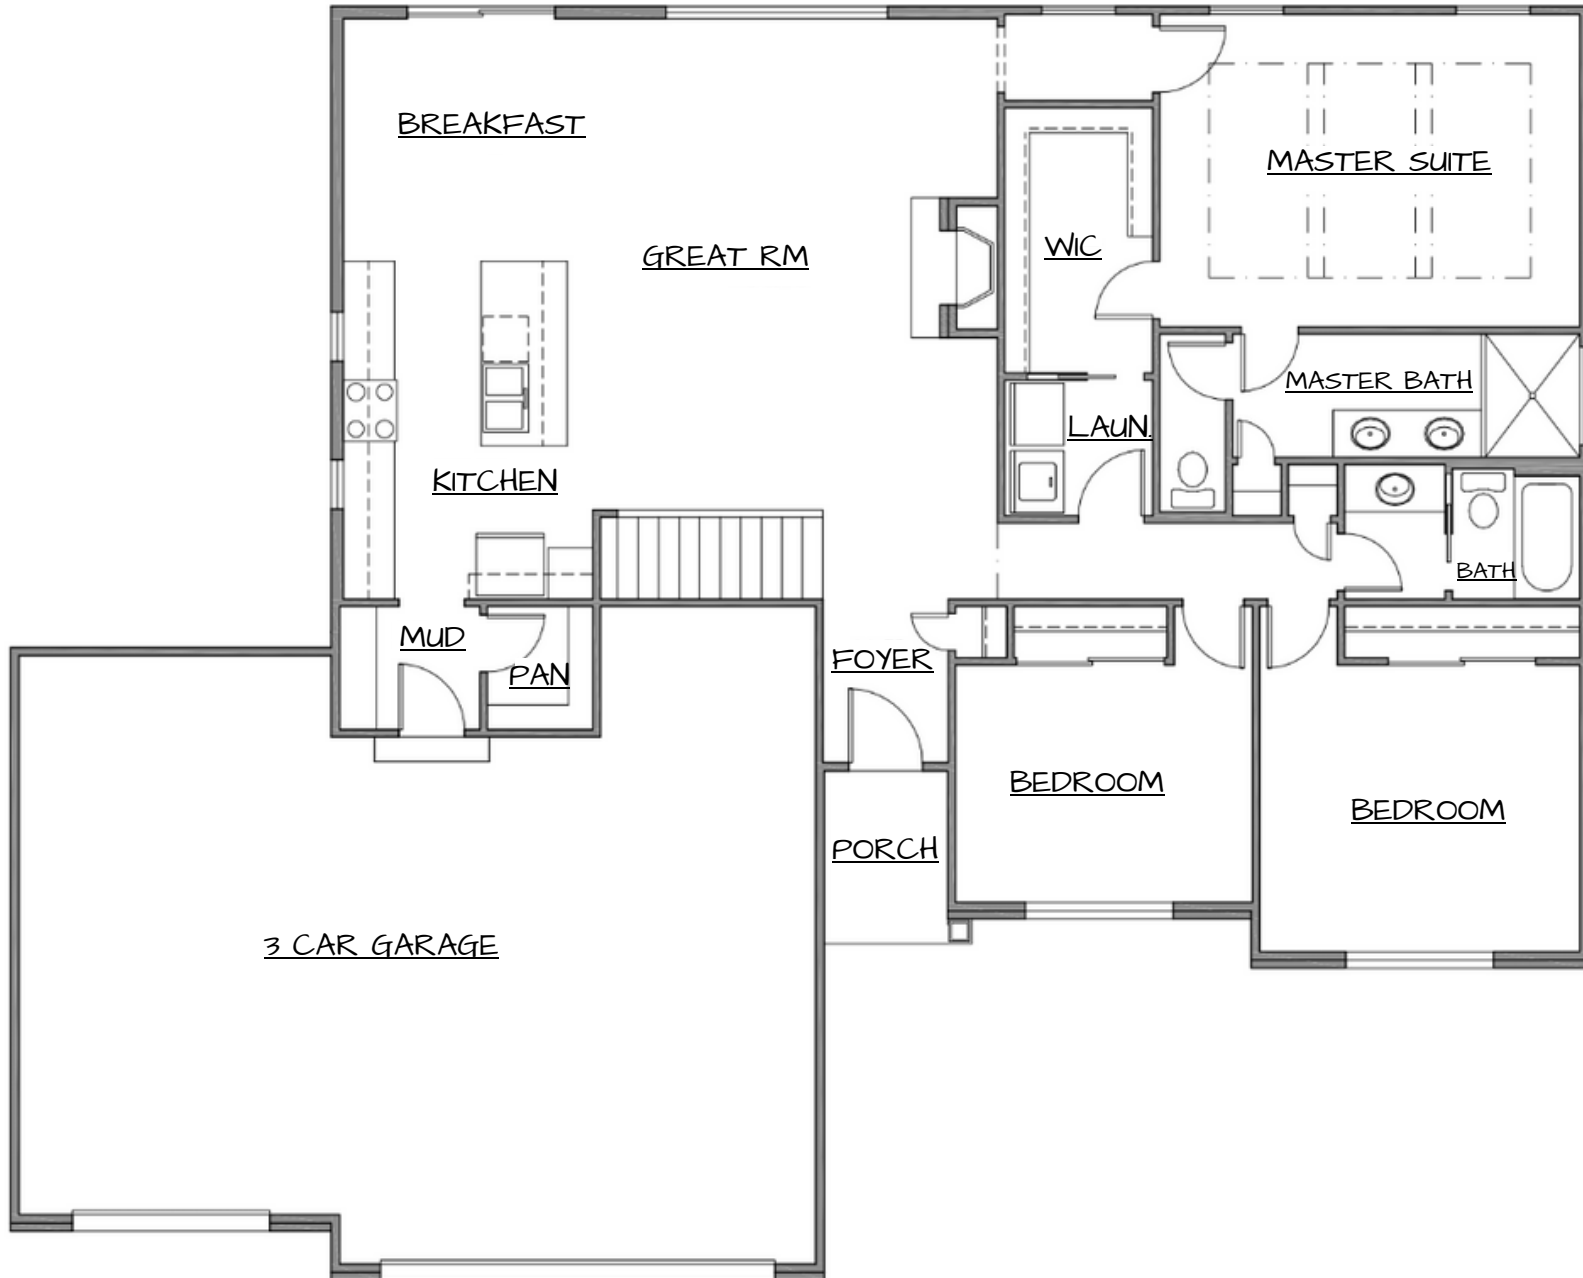 BREAKFAST
MASTER SUITE
GREAT RM
WIC
MASTER BATH
LAUN.
KITCHEN
BATH
MUD
PAN
FOYER
BEDROOM
BEDROOM
PORCH
3 CAR GARAGE